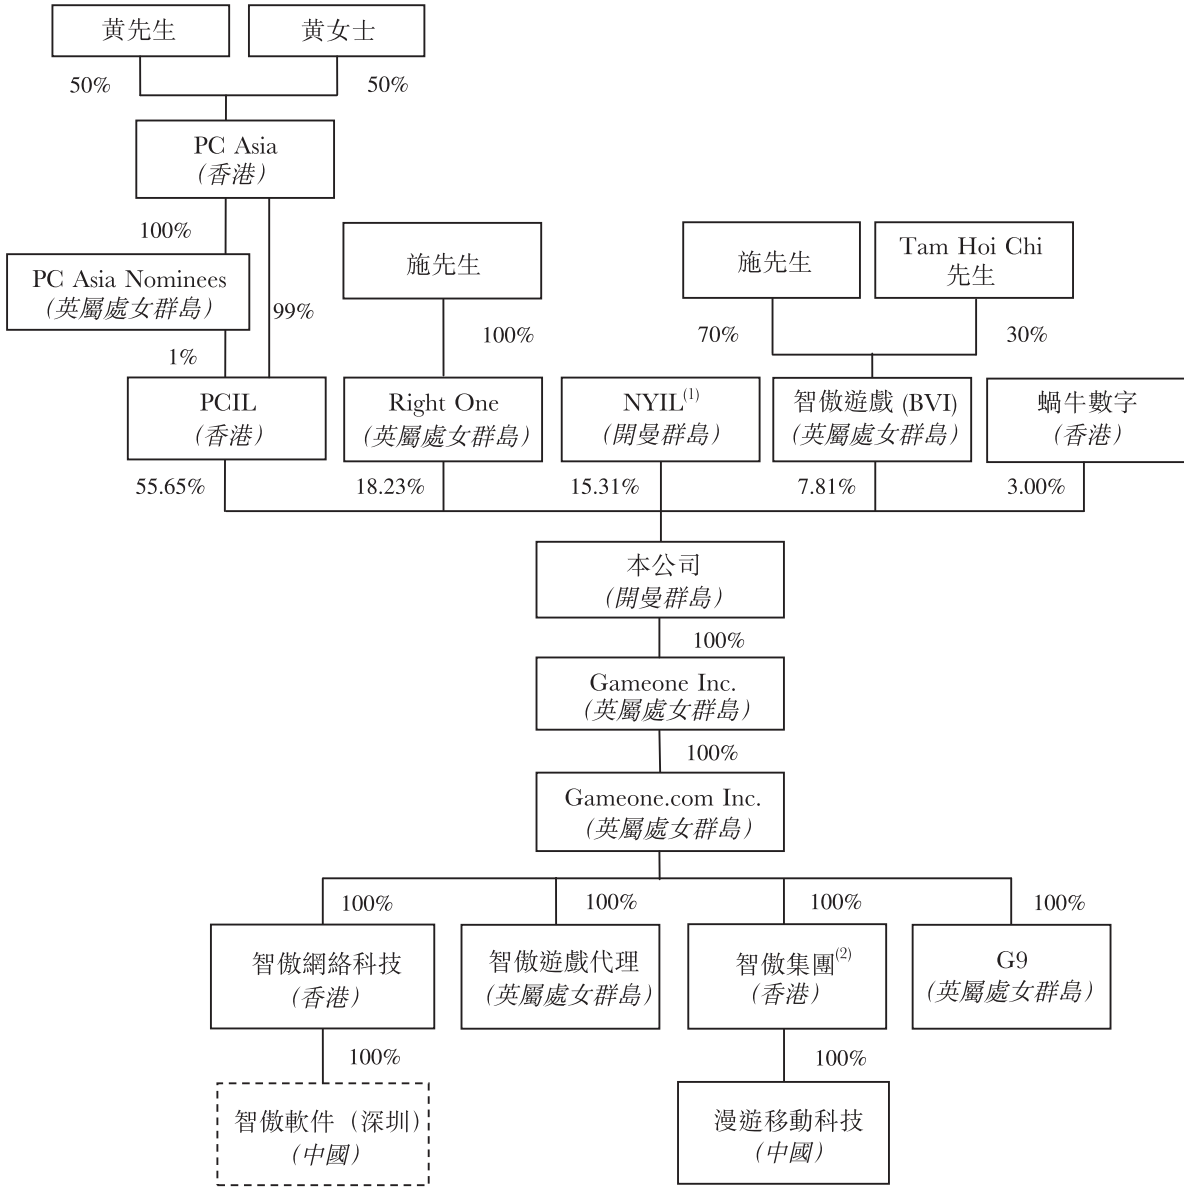 黃先生
黃女士
50%
50%
PC Asia
（香港）
100%
PC Asia Nominees
（英屬處女群島）
99%
1%
施先生
100%
施先生
Tam Hoi Chi
先生
70%
30%
PCIL
（香港）
Right One
（英屬處女群島）
NYIL(1)
（開曼群島）
智傲遊戲 (BVI)
（英屬處女群島）
蝸牛數字
（香港）
55.65%
18.23%
15.31%
7.81%
3.00%
本公司
（開曼群島）
100%
Gameone Inc.
（英屬處女群島）
100%
Gameone.com Inc.
（英屬處女群島）
100%
100%
100%
100%
智傲網絡科技
（香港）
智傲遊戲代理
（英屬處女群島）
智傲集團(2)
（香港）
G9
（英屬處女群島）
100%
100%
智傲軟件（深圳）
（中國）
漫遊移動科技
（中國）